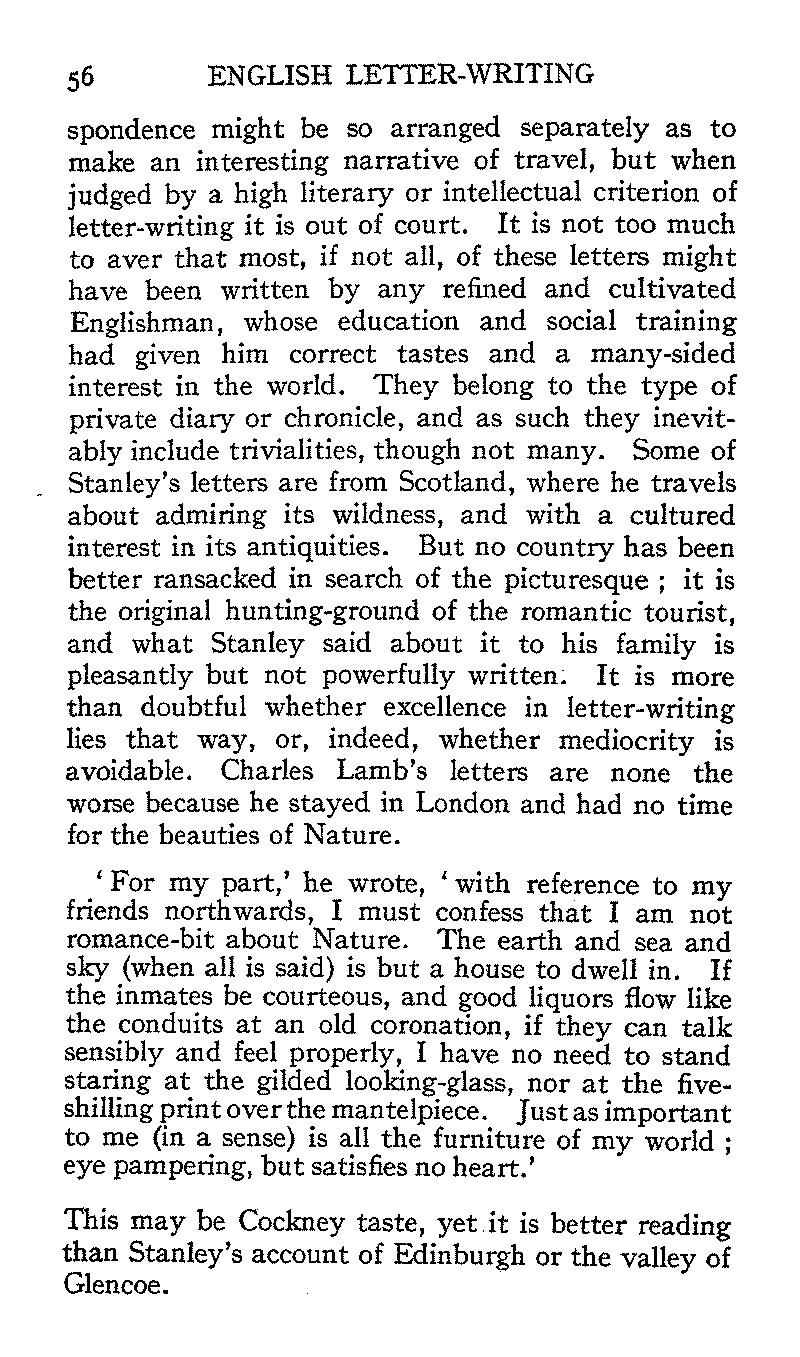 56 ENGLISH LETTER-WRITING
spondence might be so arranged separately as to
make an interesting narrative of travel, but when
judged by a high literary or intellectual criterion of
letter-writing it is out of court. It is not too much
to aver that most, if not all, of these letters might
have been written by any refined and cultivated
Englishman, whose education and social training
had given him correct tastes and a many-sided
interest in the world. They belong to the type of
private diary or chronicle, and as such they inevit-
ably include trivialities, though not many. Some of
Stanley's letters are from Scotland, where he travels
about admiring its wildness, and with a cultured
interest in its antiquities. But no country has been
better ransacked in search of the picturesque ; it is
the original hunting-ground of the romantic tourist,
and what Stanley said about it to his family is
pleasantly but not powerfully written. It is more
than doubtful whether excellence in letter-writing
lies that way, or, indeed, whether mediocrity is
avoidable. Charles Lamb's letters are none the
worse because he stayed in London and had no time
for the beauties of Nature.
‘ For my part,’ he wrote, ‘ with reference to my
friends northwards, I must confess that I am not
romance-bit about Nature. The earth and sea and
sky (when all is said) is but a house to dwell in. If
the inmates be courteous, and good liquors flow like
the conduits at an old coronation, if they can talk
sensibly and feel properly, I have no need to stand
staring at the gilded looking-glass, nor at the five-
shilling print over the mantelpiece. Just as important
to me (in a sense) is all the furniture of my world ;
eye pampering, but satisfies no heart.’
This may be Cockney taste, yet it is better reading
than Stanley's account of Edinburgh or the valley of
Glencoe.